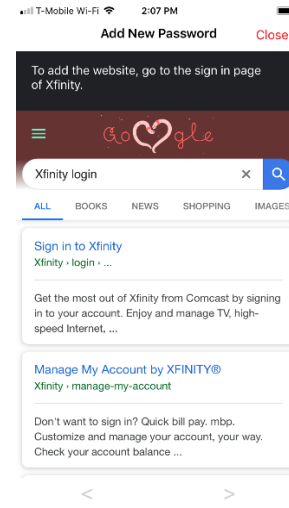 T-Mobile Wi-Fi 2:07 PM
Add New Password Close
To add the website, go to the sign in page
of Xfinity.
Google
Xfinity login ×
ALL BOOKS NEWS SHOPPING IMAGES
Sign in to Xfinity
Xfinity › login › ...
Get the most out of Xfinity from Comcast by signing
in to your account. Enjoy and manage TV, high-
speed Internet, ...
Manage My Account by XFINITY®
Xfinity › manage-my-account
Don't want to sign in? Quick bill pay. mbp.
Customize and manage your account, your way.
Check your account balance ...
< >